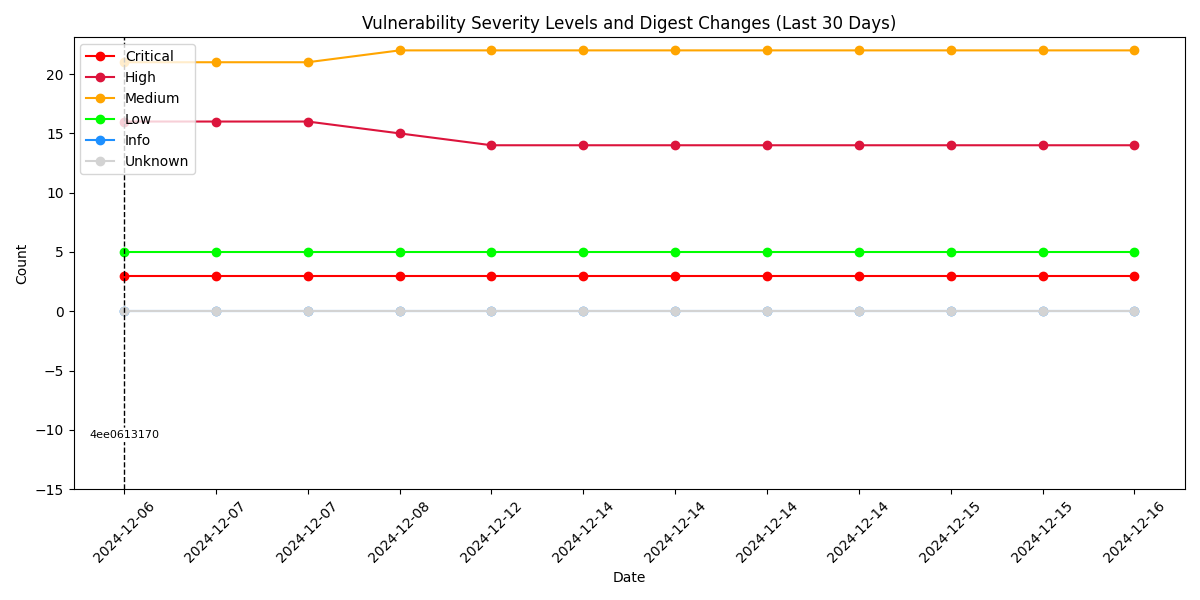 Vulnerability Severity Levels and Digest Changes (Last 30 Days)
Critical
High
Medium
Low
Info
Unknown
Count
20
15
10
5
0
−5
−10
−15
4ee0613170
2024-12-06
2024-12-07
2024-12-07
2024-12-08
2024-12-12
2024-12-14
2024-12-14
2024-12-14
2024-12-14
2024-12-15
2024-12-15
2024-12-16
Date